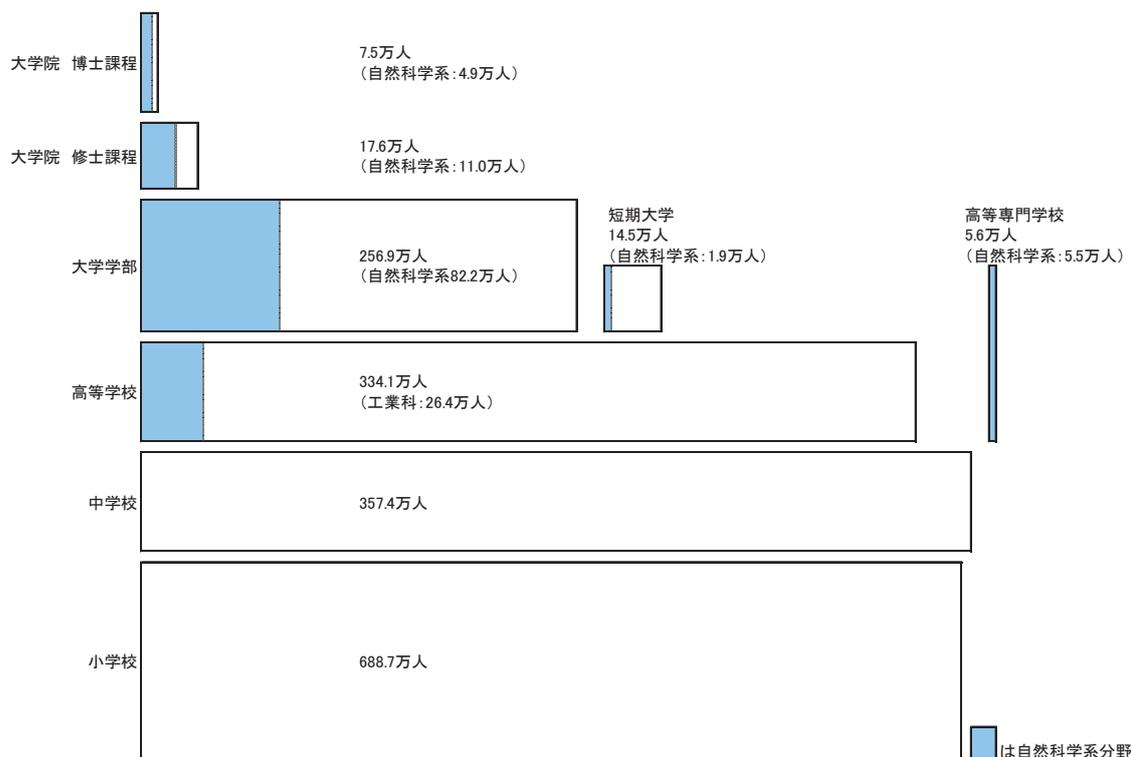 大学院　博士課程
7.5万人
（自然科学系：4.9万人）
大学院　修士課程
17.6万人
（自然科学系：11.0万人）
大学学部
256.9万人
（自然科学系82.2万人）
短期大学
14.5万人
（自然科学系：1.9万人）
高等専門学校
5.6万人
（自然科学系：5.5万人）
高等学校
334.1万人
（工業科：26.4万人）
中学校
357.4万人
小学校
688.7万人
は自然科学系分野